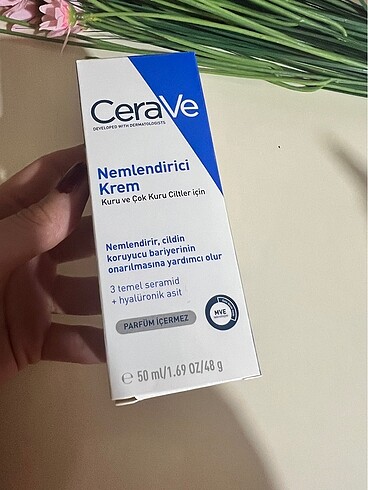 CeraVe
DEVELOPED WITH DERMATOLOGISTS
Nemlendirici
Krem
Kuru ve Çok Kuru Ciltler için
Nemlendirir, cildin
koruyucu bariyerinin
onarılmasına yardımcı olur
3 temel seramid
+ hyalüronik asit
PARFÜM İÇERMEZ
MVE
℮ 50 ml/1.69 OZ/48 g